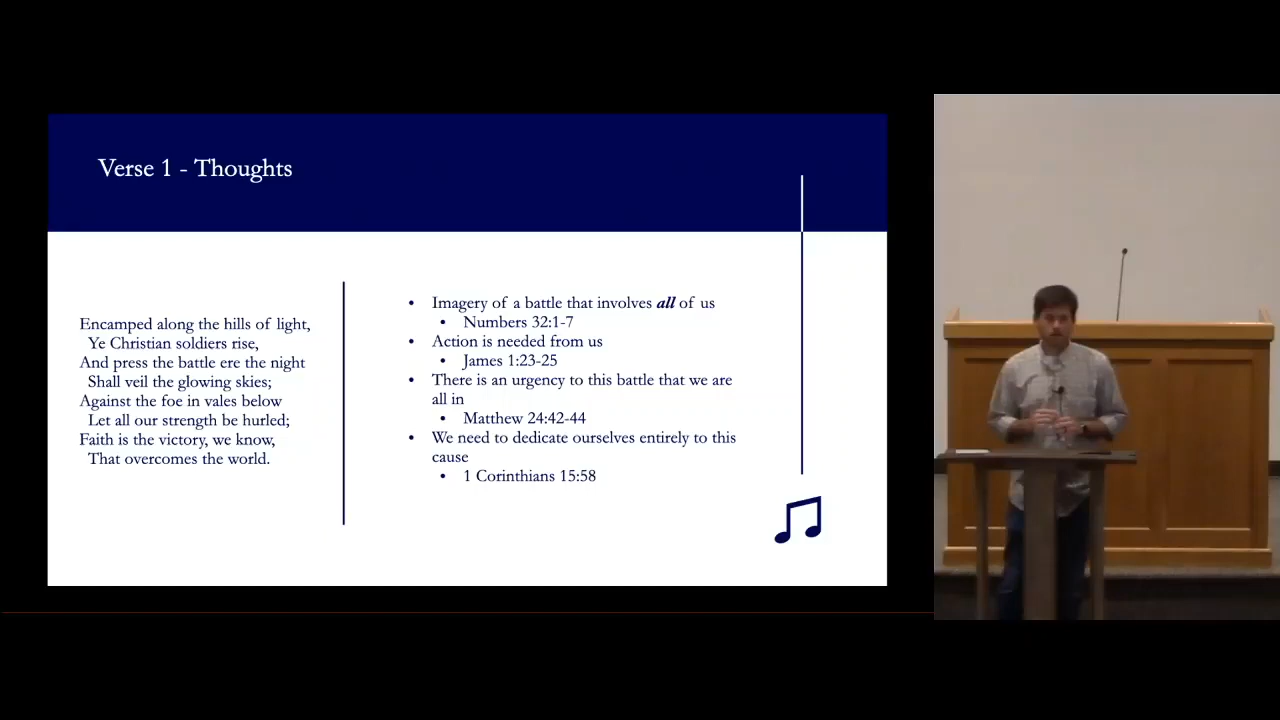 Verse 1 - Thoughts
Encamped along the hills of light,
Ye Christian soldiers rise,
And press the battle ere the night
Shall veil the glowing skies;
Against the foe in vales below
Let all our strength be hurled;
Faith is the victory, we know,
That overcomes the world.
• Imagery of a battle that involves all of us
• Numbers 32:1-7
• Action is needed from us
• James 1:23-25
• There is an urgency to this battle that we are
all in
• Matthew 24:42-44
• We need to dedicate ourselves entirely to this
cause
• 1 Corinthians 15:58